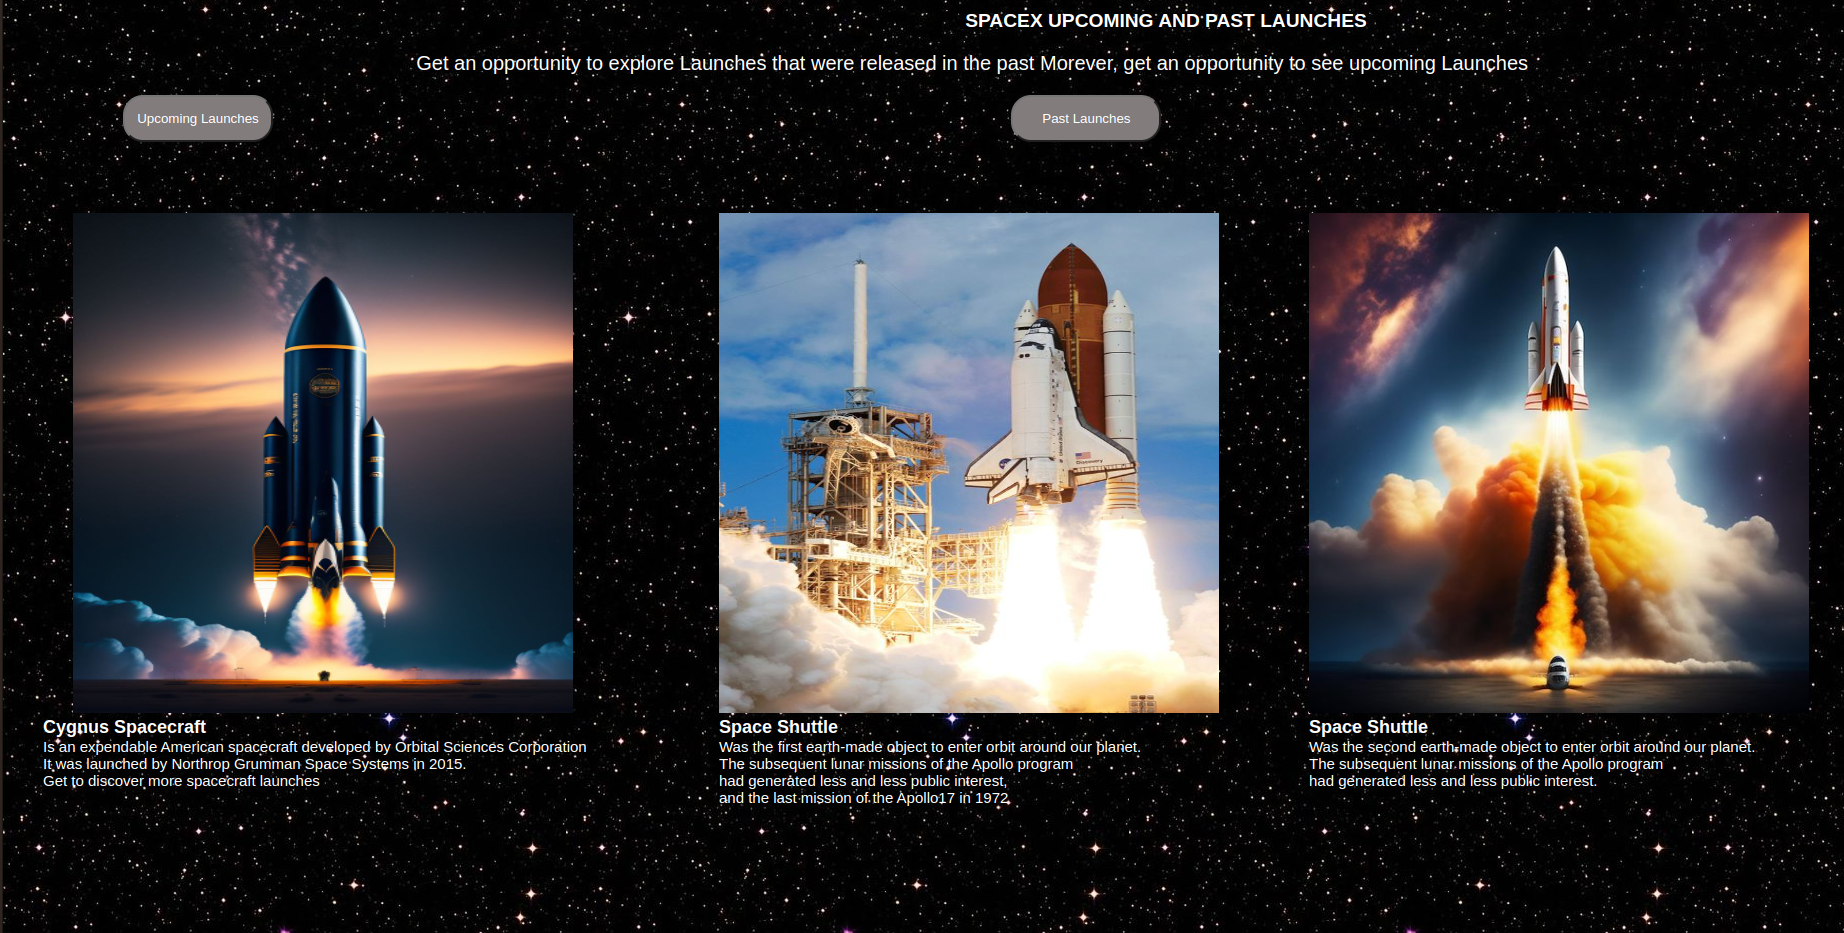 SPACEX UPCOMING AND PAST LAUNCHES
Get an opportunity to explore Launches that were released in the past Morever, get an opportunity to see upcoming Launches
Upcoming Launches
Past Launches
Discovery
Cygnus Spacecraft
Is an expendable American spacecraft developed by Orbital Sciences Corporation
It was launched by Northrop Grumman Space Systems in 2015.
Get to discover more spacecraft launches
Space Shuttle
Was the first earth-made object to enter orbit around our planet.
The subsequent lunar missions of the Apollo program
had generated less and less public interest,
and the last mission of the Apollo17 in 1972
Space Shuttle
Was the second earth-made object to enter orbit around our planet.
The subsequent lunar missions of the Apollo program
had generated less and less public interest.